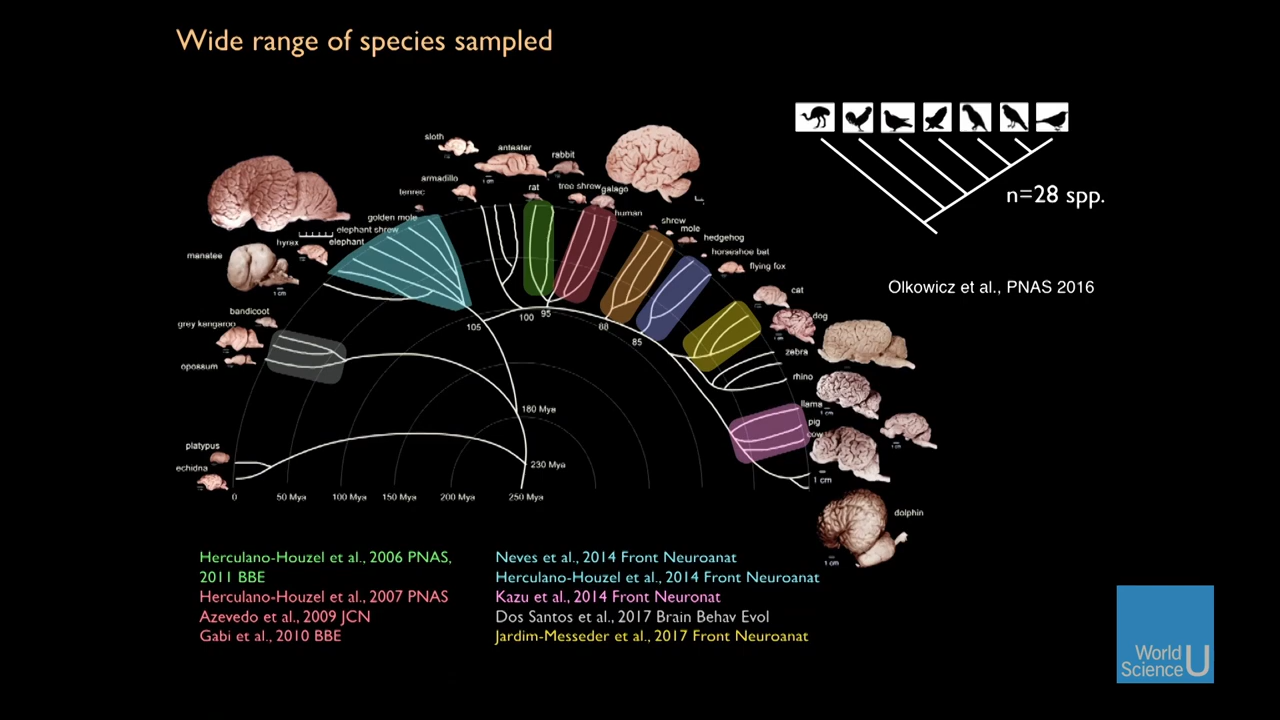 Wide range of species sampled
sloth
anteater
rabbit
armadillo
rat
tree shrew
galago
tenrec
human
golden mole
shrew
elephant shrew
mole
hyrax
elephant
hedgehog
manatee
horseshoe bat
flying fox
1 cm
cat
bandicoot
dog
grey kangaroo
105
100
95
88
85
opossum
zebra
rhino
llama
1 cm
180 Mya
pig
cow
1 cm
platypus
230 Mya
echidna
1 cm
0
50 Mya
100 Mya
150 Mya
200 Mya
250 Mya
dolphin
1 cm
n=28 spp.
Olkowicz et al., PNAS 2016
Herculano-Houzel et al., 2006 PNAS,
2011 BBE
Herculano-Houzel et al., 2007 PNAS
Azevedo et al., 2009 JCN
Gabi et al., 2010 BBE
Neves et al., 2014 Front Neuroanat
Herculano-Houzel et al., 2014 Front Neuroanat
Kazu et al., 2014 Front Neuronat
Dos Santos et al., 2017 Brain Behav Evol
Jardim-Messeder et al., 2017 Front Neuroanat
World
Science U